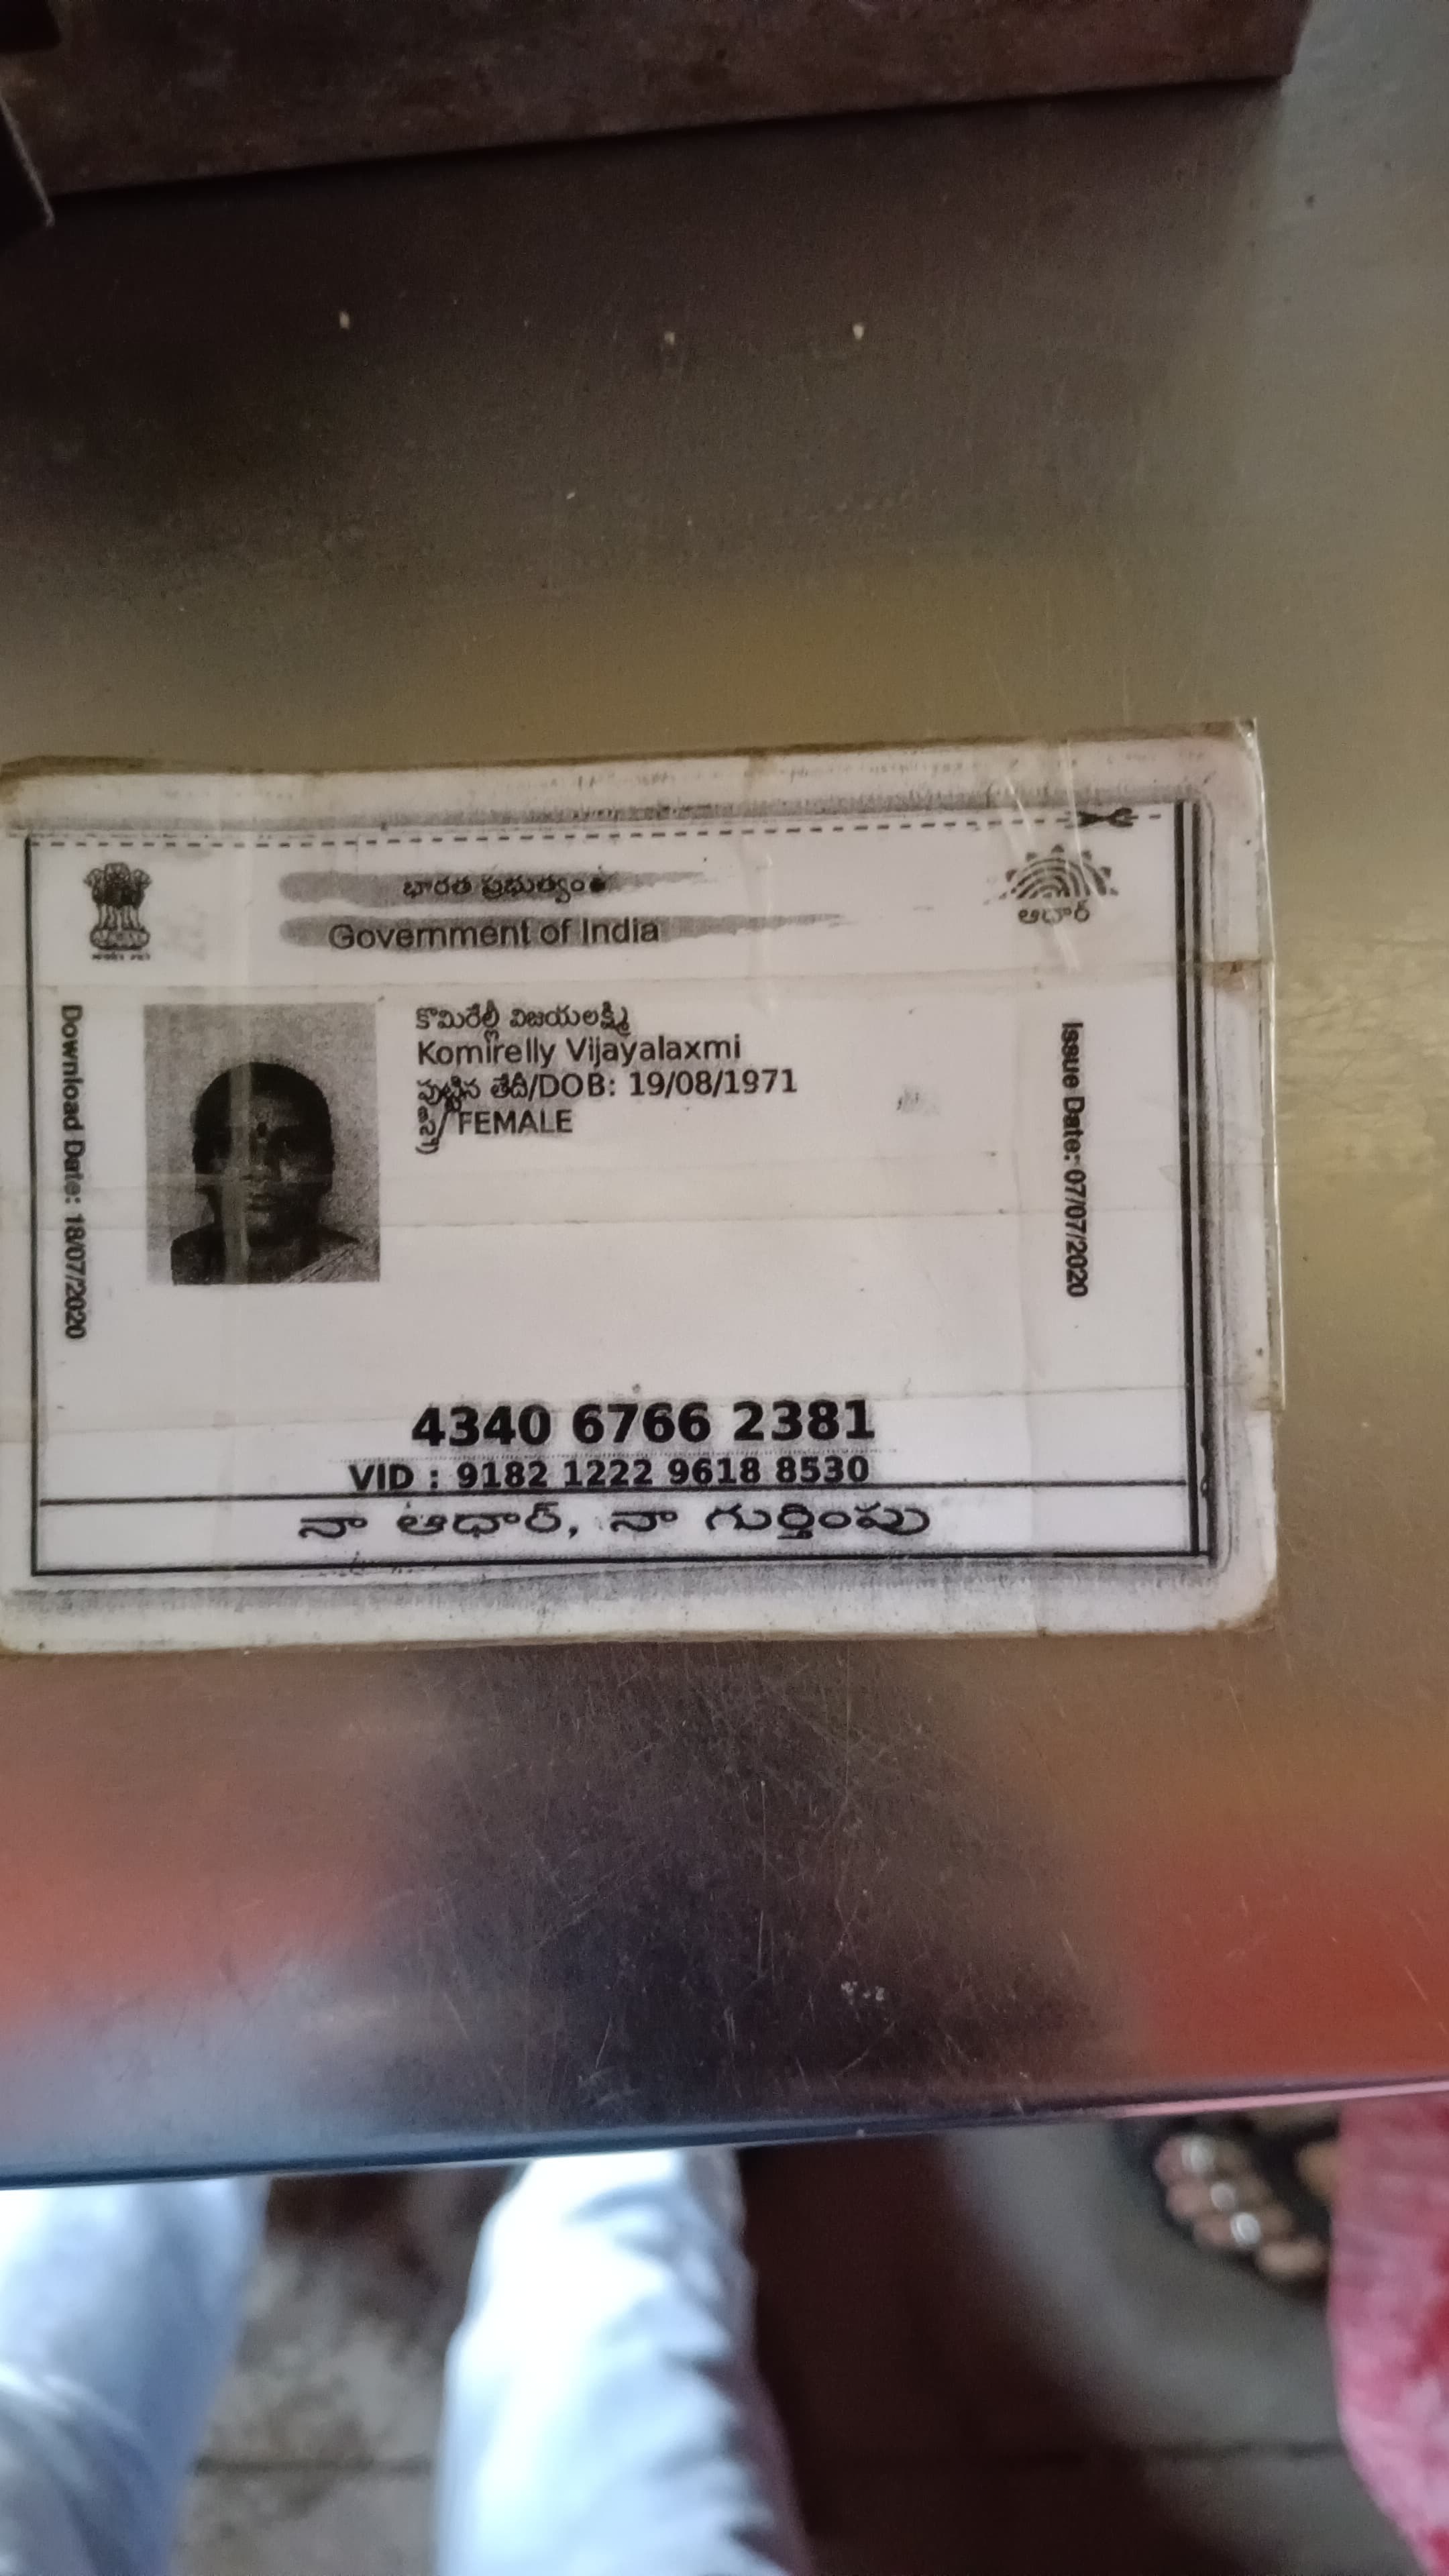 భారత ప్రభుత్వం
Government of India
ఆధార్
Download Date: 18/07/2020
కొమిరేల్లీ విజయలక్ష్మి
Komirelly Vijayalaxmi
పుట్టిన తేదీ/DOB: 19/08/1971
స్త్రీ/ FEMALE
Issue Date: 07/07/2020
4340 6766 2381
VID : 9182 1222 9618 8530
నా ఆధార్, నా గుర్తింపు